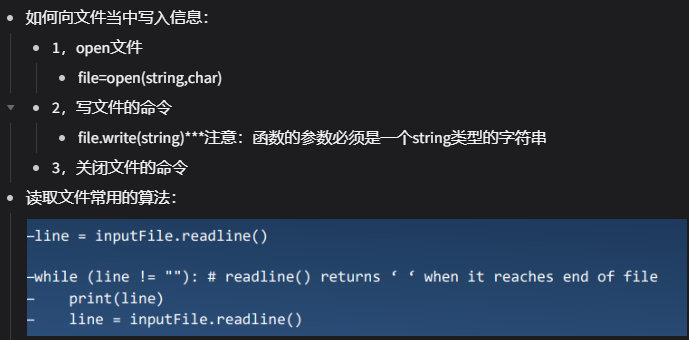 如何向文件当中写入信息：
1，open文件
file=open(string,char)
2，写文件的命令
file.write(string)***注意：函数的参数必须是一个string类型的字符串
3，关闭文件的命令
读取文件常用的算法：
–line = inputFile.readline()
–while (line != ""): # readline() returns ‘ ‘ when it reaches end of file
–    print(line)
–    line = inputFile.readline()